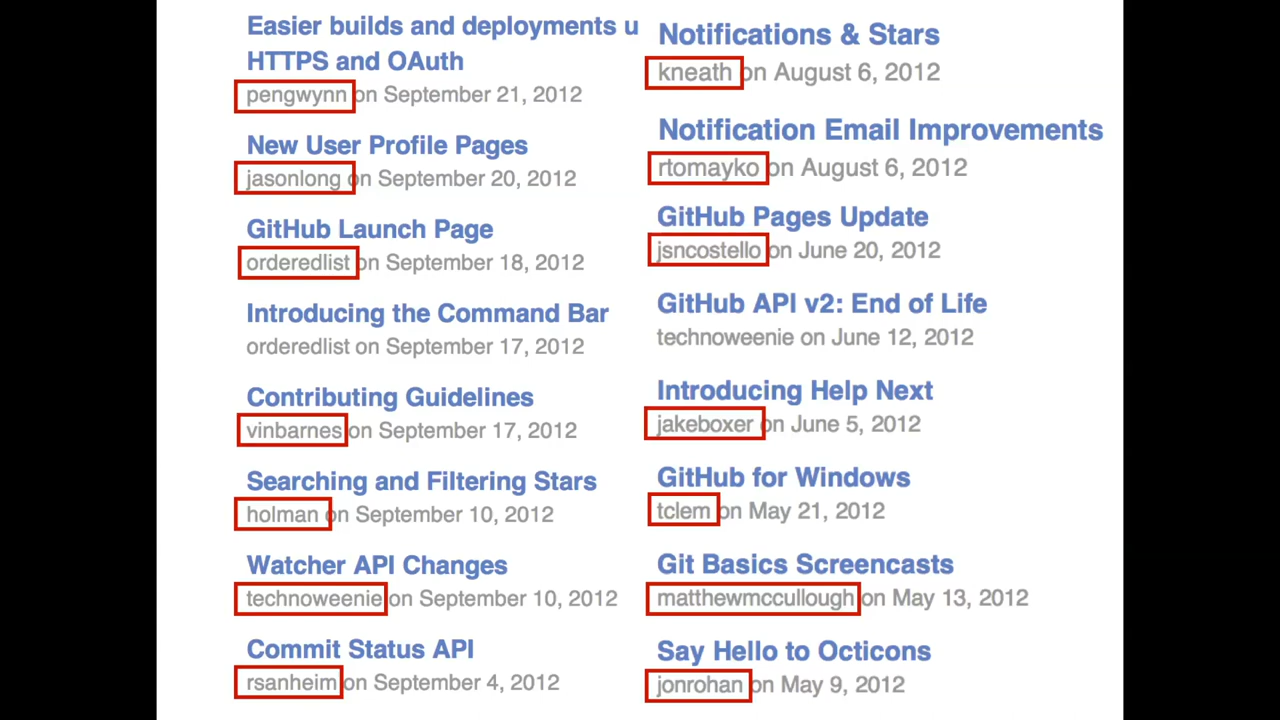 Easier builds and deployments u
HTTPS and OAuth
pengwynn on September 21, 2012
New User Profile Pages
jasonlong on September 20, 2012
GitHub Launch Page
orderedlist on September 18, 2012
Introducing the Command Bar
orderedlist on September 17, 2012
Contributing Guidelines
vinbarnes on September 17, 2012
Searching and Filtering Stars
holman on September 10, 2012
Watcher API Changes
technoweenie on September 10, 2012
Commit Status API
rsanheim on September 4, 2012
Notifications & Stars
kneath on August 6, 2012
Notification Email Improvements
rtomayko on August 6, 2012
GitHub Pages Update
jsncostello on June 20, 2012
GitHub API v2: End of Life
technoweenie on June 12, 2012
Introducing Help Next
jakeboxer on June 5, 2012
GitHub for Windows
tclem on May 21, 2012
Git Basics Screencasts
matthewmccullough on May 13, 2012
Say Hello to Octicons
jonrohan on May 9, 2012